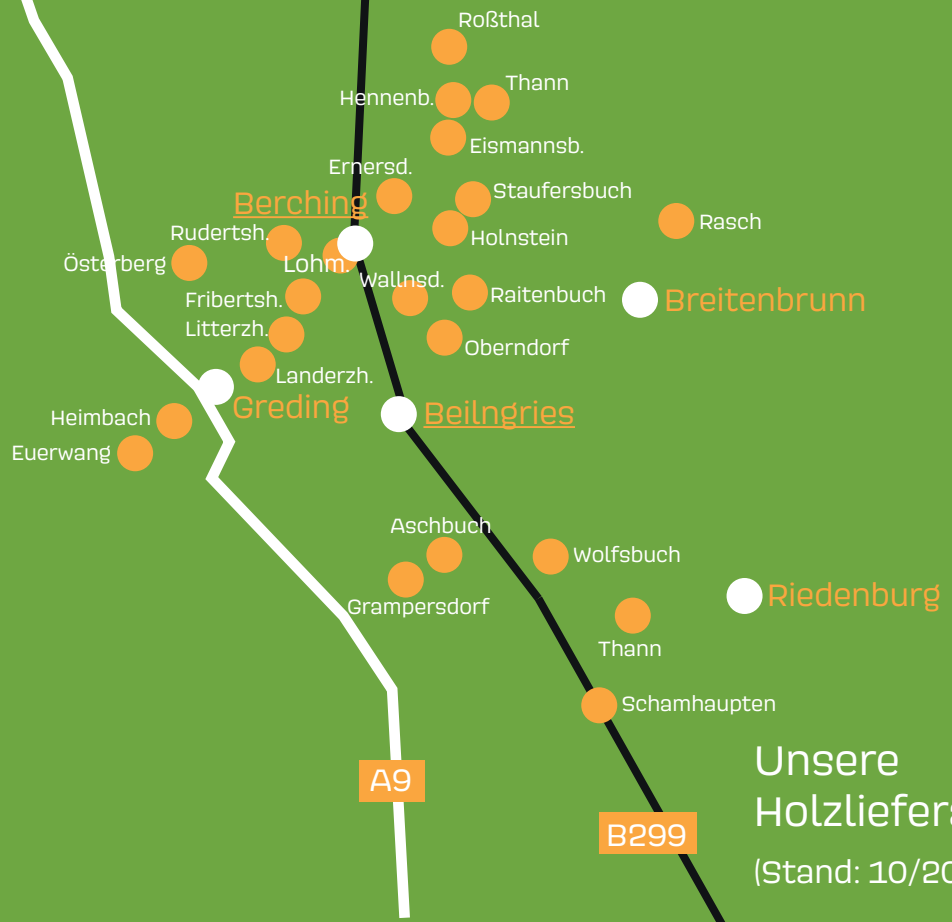 Roßthal
Thann
Hennenb.
Eismannsb.
Ernersd.
Staufersbuch
Berching
Rasch
Rudertsh.
Holnstein
Österberg
Lohm.
Wallnsd.
Raitenbuch
Fribertsh.
Breitenbrunn
Litterzh.
Oberndorf
Landerzh.
Greding
Beilngries
Heimbach
Euerwang
Aschbuch
Wolfsbuch
Riedenburg
Grampersdorf
Thann
Schamhaupten
Unsere
A9
B299
(Stand: